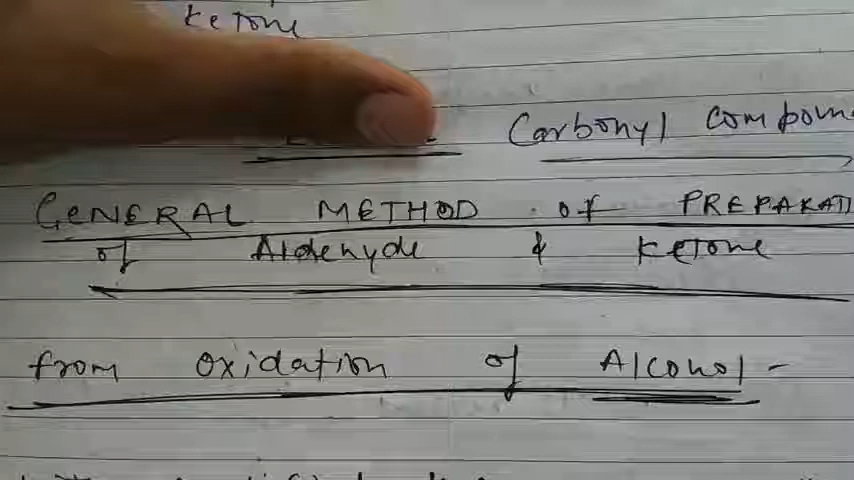 ketone
Carbonyl compoun
GENERAL METHOD of PREPARATI
of Aldehyde & ketone
from oxidation of Alcohol -